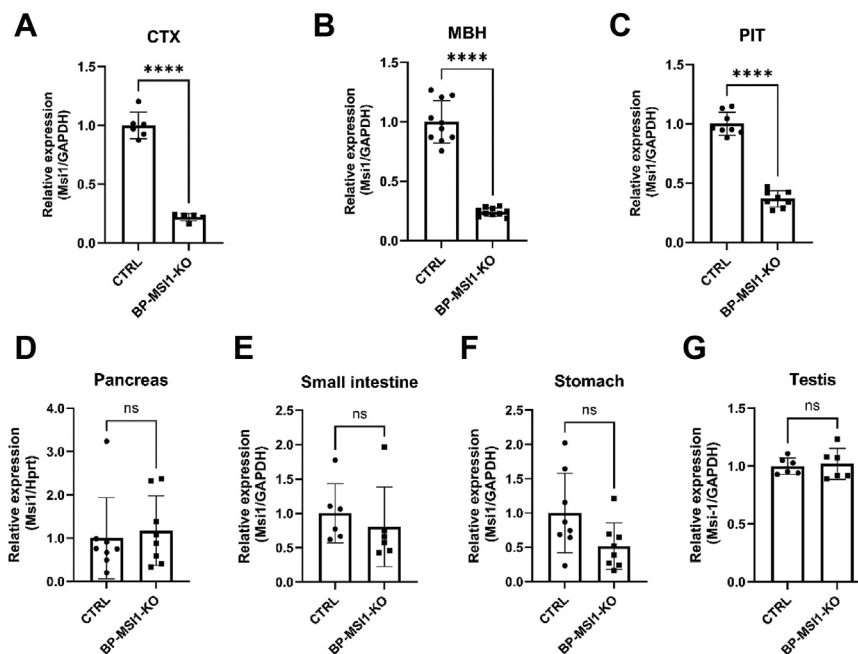 A
CTX
Relative expression
(Msi1/GAPDH)
1.5
1.0
0.5
0.0
****
CTRL
BP-MSI1-KO
B
MBH
Relative expression
(Msi1/GAPDH)
1.5
1.0
0.5
0.0
****
CTRL
BP-MSI1-KO
C
PIT
Relative expression
(Msi1/GAPDH)
1.5
1.0
0.5
0.0
****
CTRL
BP-MSI1-KO
D
Pancreas
Relative expression
(Msi1/Hprt)
4.0
3.0
2.0
1.0
0.0
ns
CTRL
BP-MSI1-KO
E
Small intestine
Relative expression
(Msi1/GAPDH)
2.5
2.0
1.5
1.0
0.5
0.0
ns
CTRL
BP-MSI1-KO
F
Stomach
Relative expression
(Msi1/GAPDH)
2.5
2.0
1.5
1.0
0.5
0.0
ns
CTRL
BP-MSI1-KO
G
Testis
Relative expression
(Msi-1/GAPDH)
1.5
1.0
0.5
0.0
ns
CTRL
BP-MSI1-KO